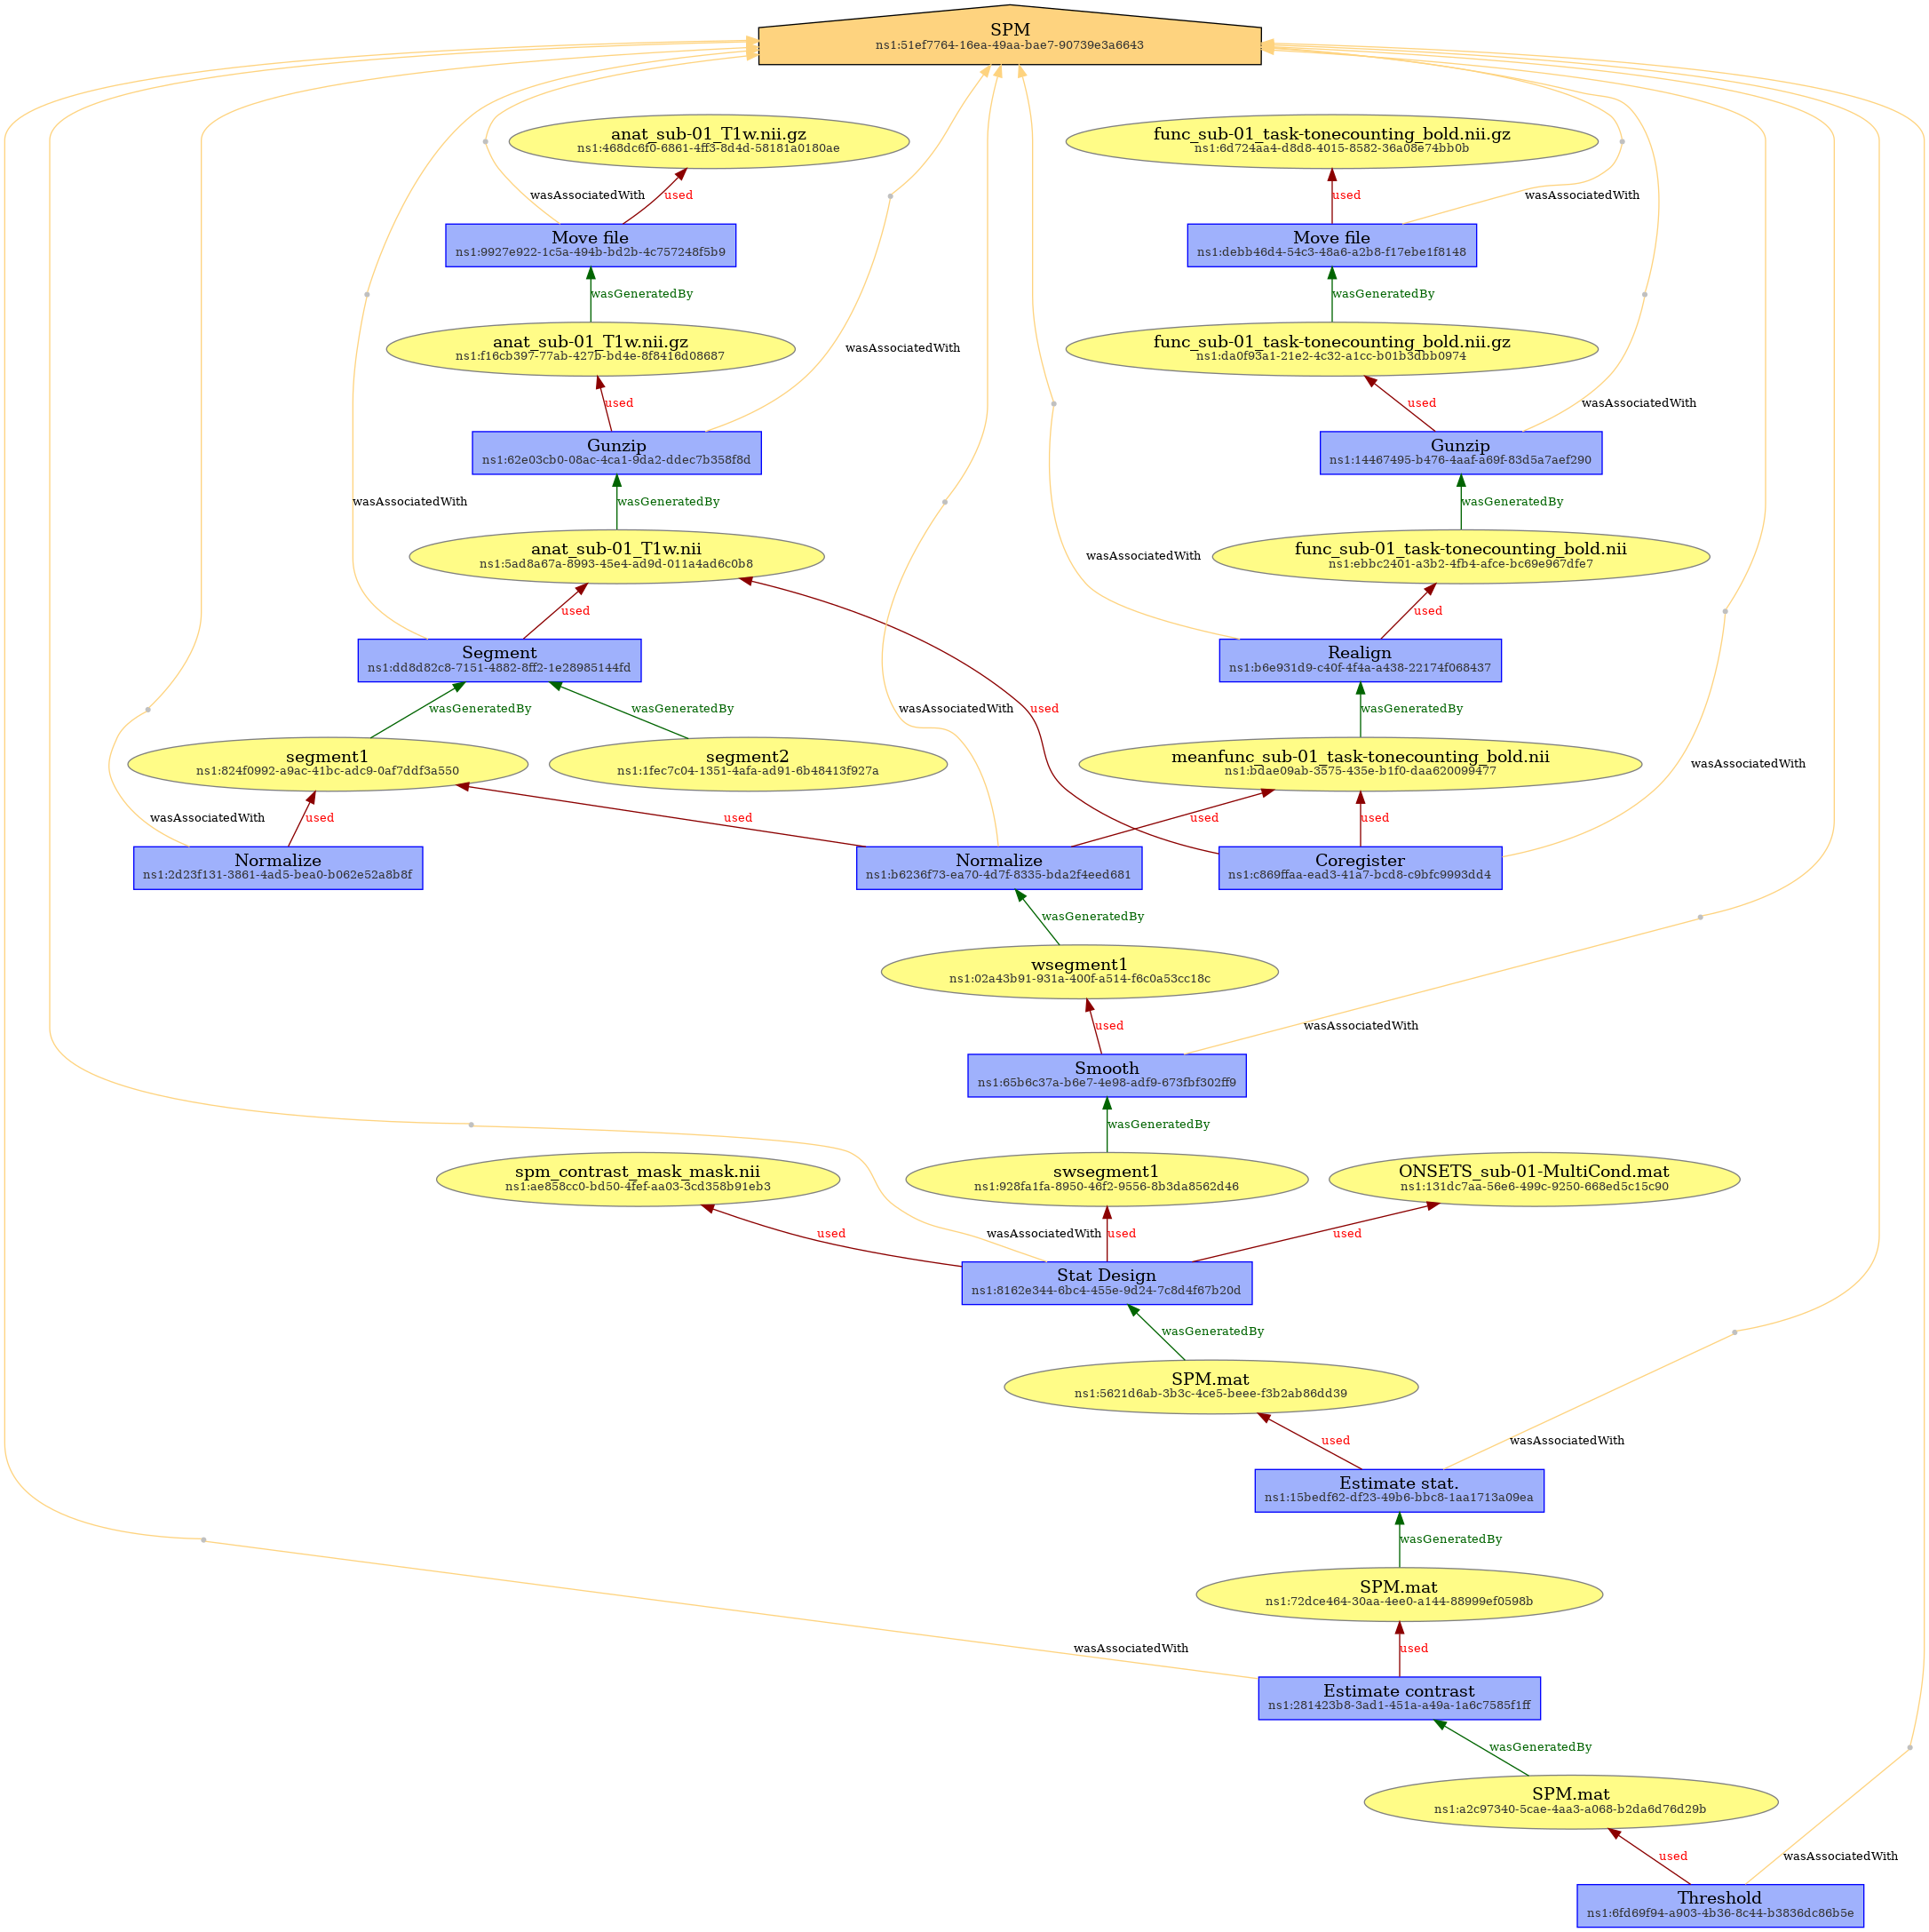 SPM
ns1:51ef7764-16ea-49aa-bae7-90739e3a6643
anat_sub-01_T1w.nii.gz
ns1:468dc6f0-6861-4ff3-8d4d-58181a0180ae
func_sub-01_task-tonecounting_bold.nii.gz
ns1:6d724aa4-d8d8-4015-8582-36a08e74bb0b
wasAssociatedWith
used
used
wasAssociatedWith
Move file
ns1:9927e922-1c5a-494b-bd2b-4c757248f5b9
Move file
ns1:debb46d4-54c3-48a6-a2b8-f17ebe1f8148
wasGeneratedBy
wasGeneratedBy
anat_sub-01_T1w.nii.gz
ns1:f16cb397-77ab-427b-bd4e-8f8416d08687
wasAssociatedWith
func_sub-01_task-tonecounting_bold.nii.gz
ns1:da0f93a1-21e2-4c32-a1cc-b01b3dbb0974
used
used
wasAssociatedWith
Gunzip
ns1:62e03cb0-08ac-4ca1-9da2-ddec7b358f8d
Gunzip
ns1:14467495-b476-4aaf-a69f-83d5a7aef290
wasAssociatedWith
wasGeneratedBy
wasGeneratedBy
anat_sub-01_T1w.nii
ns1:5ad8a67a-8993-45e4-ad9d-011a4ad6c0b8
wasAssociatedWith
func_sub-01_task-tonecounting_bold.nii
ns1:ebbc2401-a3b2-4fb4-afce-bc69e967dfe7
used
used
Segment
ns1:dd8d82c8-7151-4882-8ff2-1e28985144fd
Realign
ns1:b6e931d9-c40f-4f4a-a438-22174f068437
wasGeneratedBy
wasGeneratedBy
wasAssociatedWith
used
wasGeneratedBy
segment1
ns1:824f0992-a9ac-41bc-adc9-0af7ddf3a550
segment2
ns1:1fec7c04-1351-4afa-ad91-6b48413f927a
meanfunc_sub-01_task-tonecounting_bold.nii
ns1:bdae09ab-3575-435e-b1f0-daa620099477
wasAssociatedWith
wasAssociatedWith
used
used
used
used
Normalize
ns1:2d23f131-3861-4ad5-bea0-b062e52a8b8f
Normalize
ns1:b6236f73-ea70-4d7f-8335-bda2f4eed681
Coregister
ns1:c869ffaa-ead3-41a7-bcd8-c9bfc9993dd4
wasGeneratedBy
wsegment1
ns1:02a43b91-931a-400f-a514-f6c0a53cc18c
used
wasAssociatedWith
Smooth
ns1:65b6c37a-b6e7-4e98-adf9-673fbf302ff9
wasGeneratedBy
spm_contrast_mask_mask.nii
ns1:ae858cc0-bd50-4fef-aa03-3cd358b91eb3
swsegment1
ns1:928fa1fa-8950-46f2-9556-8b3da8562d46
ONSETS_sub-01-MultiCond.mat
ns1:131dc7aa-56e6-499c-9250-668ed5c15c90
used
wasAssociatedWith
used
used
Stat Design
ns1:8162e344-6bc4-455e-9d24-7c8d4f67b20d
wasGeneratedBy
SPM.mat
ns1:5621d6ab-3b3c-4ce5-beee-f3b2ab86dd39
used
wasAssociatedWith
Estimate stat.
ns1:15bedf62-df23-49b6-bbc8-1aa1713a09ea
wasGeneratedBy
SPM.mat
ns1:72dce464-30aa-4ee0-a144-88999ef0598b
wasAssociatedWith
used
Estimate contrast
ns1:281423b8-3ad1-451a-a49a-1a6c7585f1ff
wasGeneratedBy
SPM.mat
ns1:a2c97340-5cae-4aa3-a068-b2da6d76d29b
used
wasAssociatedWith
Threshold
ns1:6fd69f94-a903-4b36-8c44-b3836dc86b5e